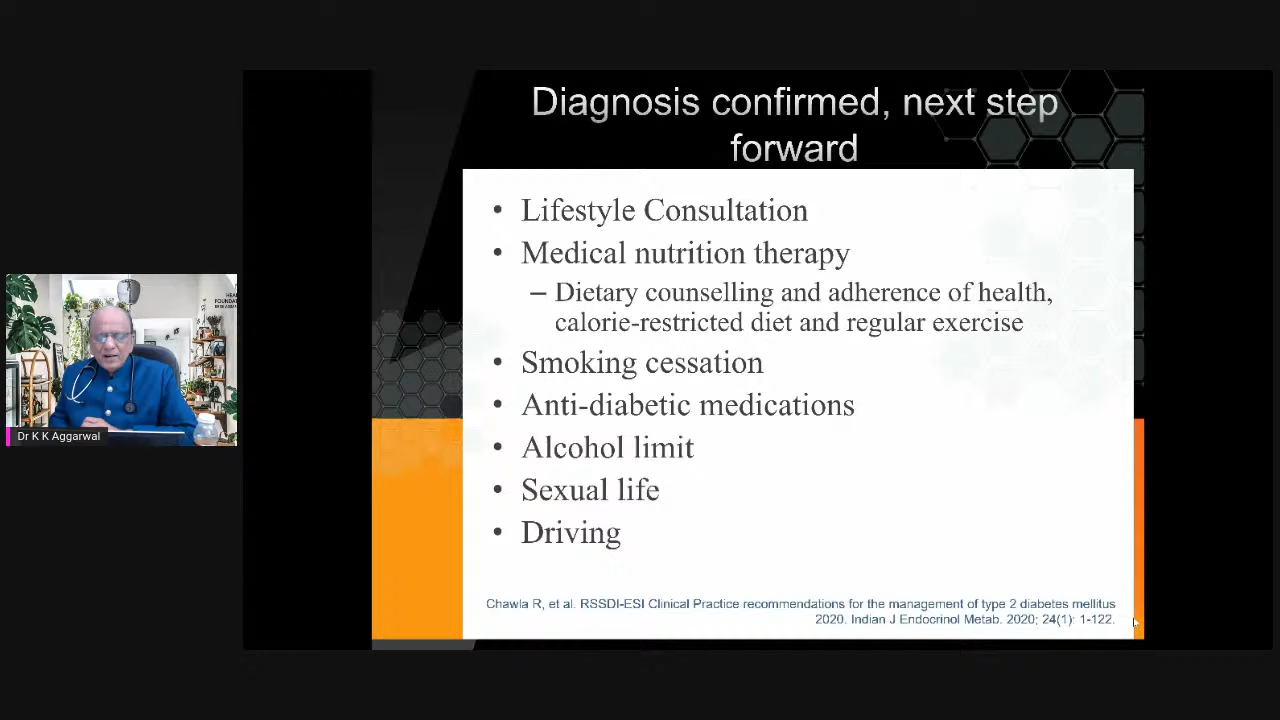 Diagnosis confirmed, next step
forward
• Lifestyle Consultation
• Medical nutrition therapy
– Dietary counselling and adherence of health,
calorie-restricted diet and regular exercise
• Smoking cessation
• Anti-diabetic medications
• Alcohol limit
• Sexual life
• Driving
Chawla R, et al. RSSDI-ESI Clinical Practice recommendations for the management of type 2 diabetes mellitus
2020. Indian J Endocrinol Metab. 2020; 24(1): 1-122.
Dr K K Aggarwal